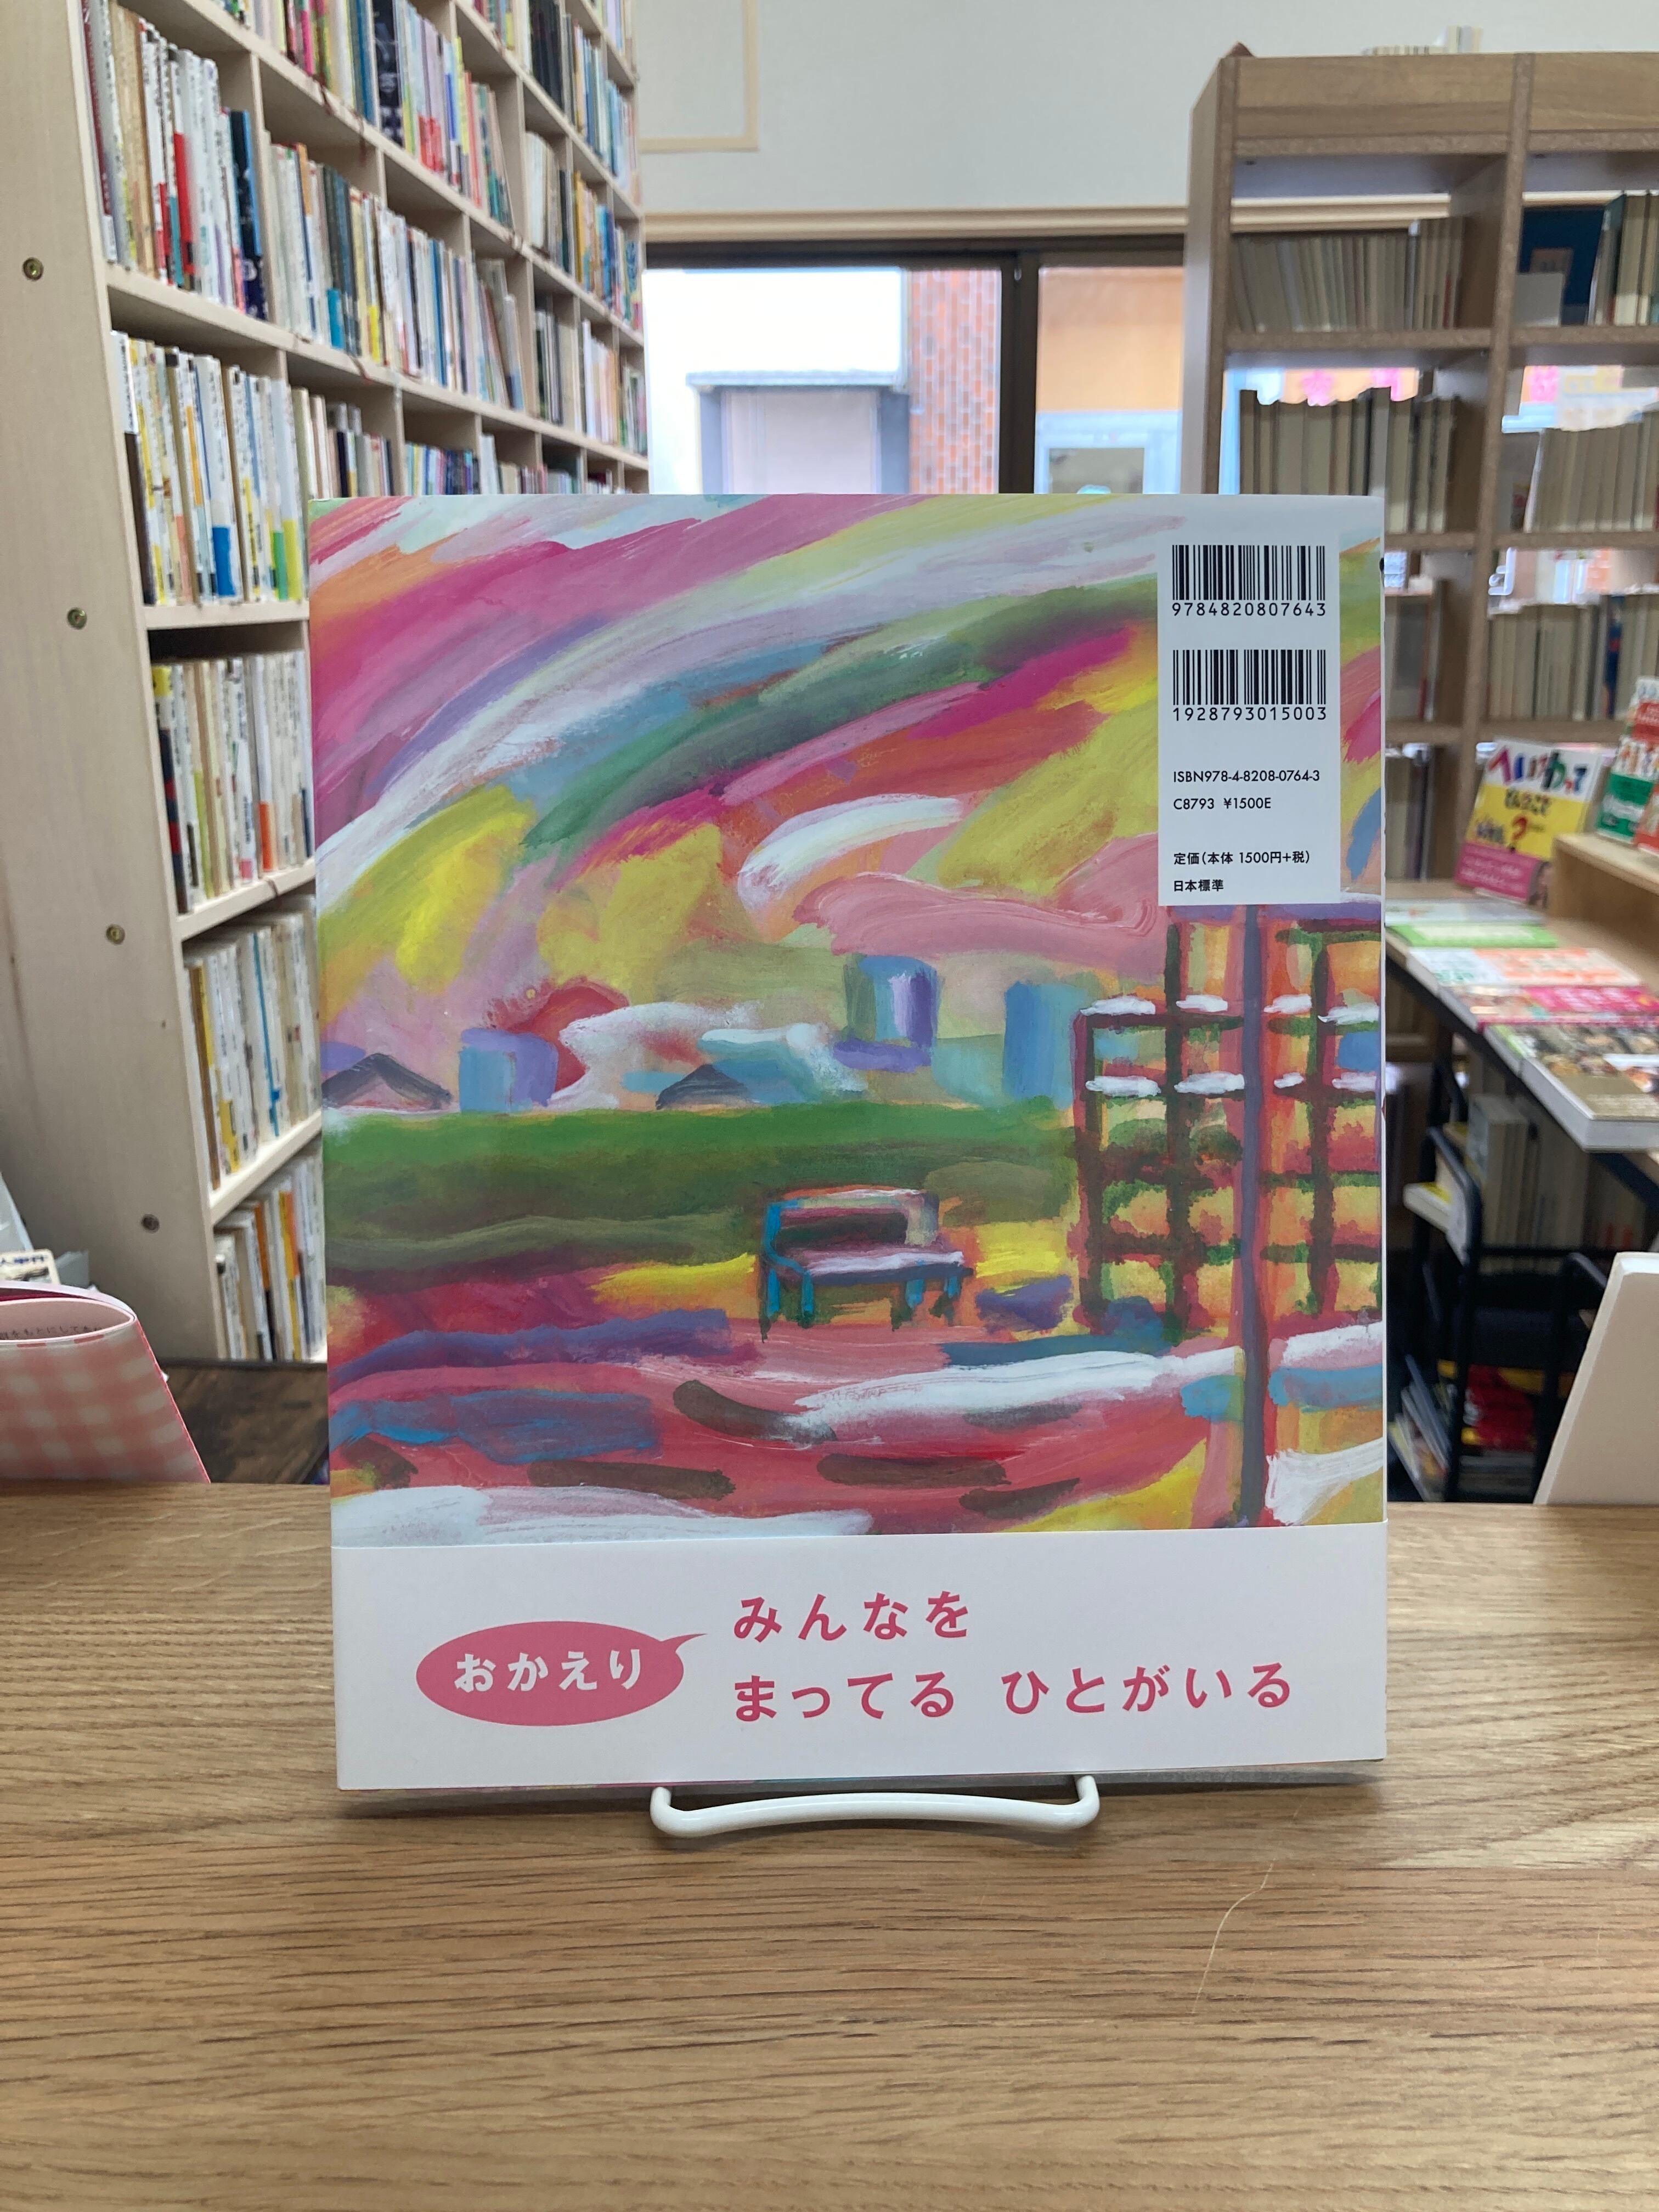 9784820807643
1928793015003
ISBN978-4-8208-0764-3
C8793 ¥1500E
定価(本体 1500円+税)
日本標準
おかえり
みんなを
まってる ひとがいる